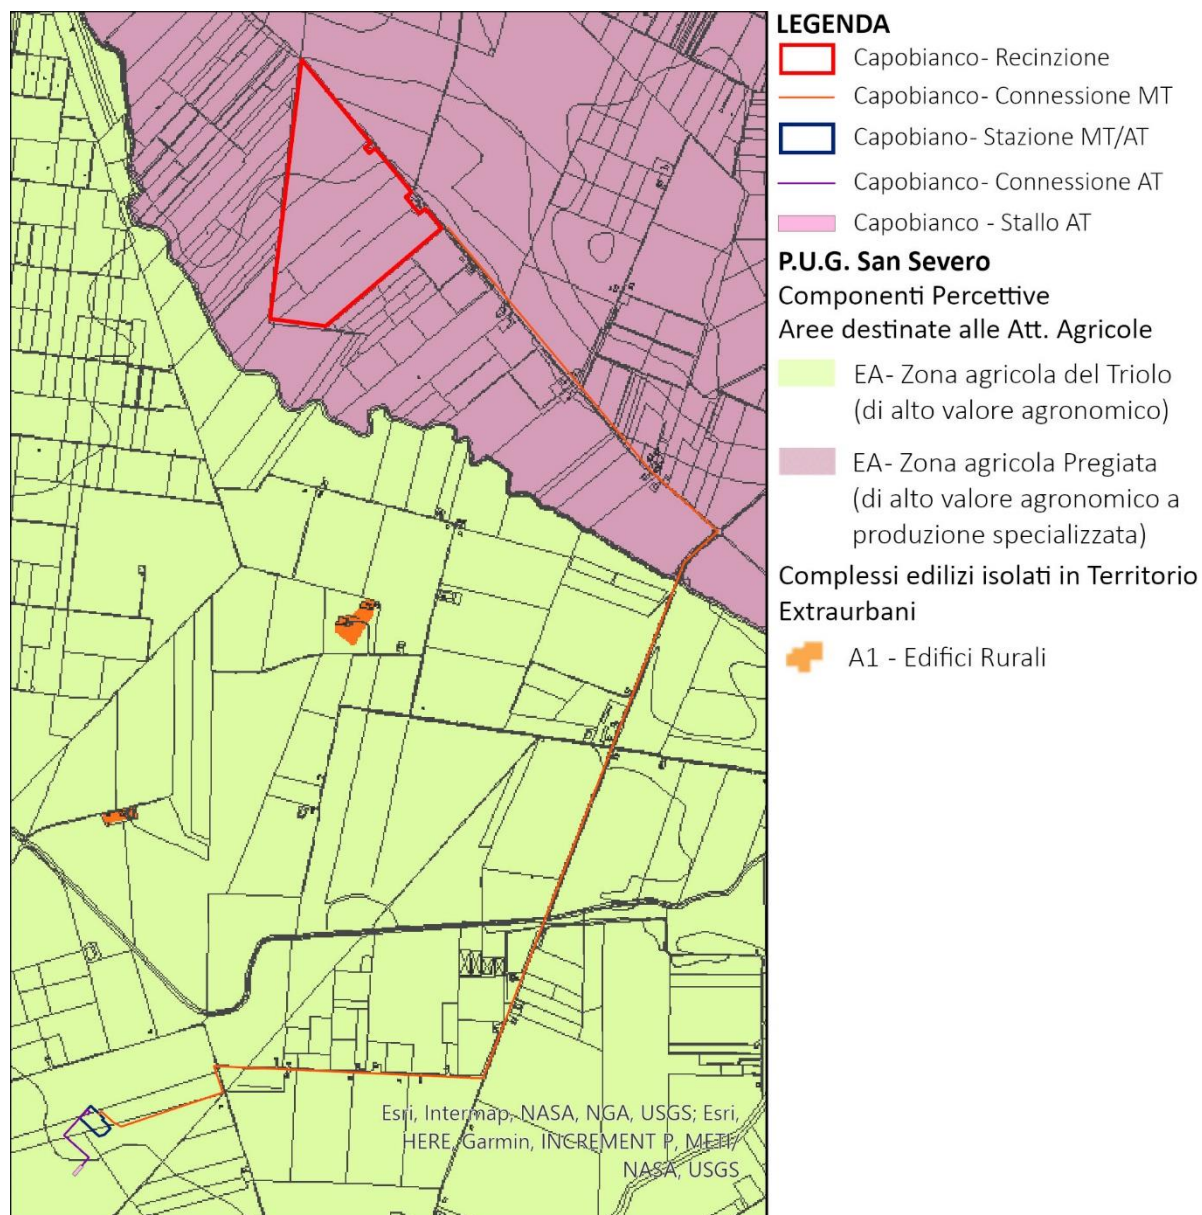 LEGENDA
Capobianco- Recinzione
Capobianco- Connessione MT
Capobiano- Stazione MT/AT
Capobianco- Connessione AT
Capobianco - Stallo AT
P.U.G. San Severo
Componenti Percettive
Aree destinate alle Att. Agricole
EA- Zona agricola del Triolo
(di alto valore agronomico)
EA- Zona agricola Pregiata
(di alto valore agronomico a
produzione specializzata)
Complessi edilizi isolati in Territorio
Extraurbani
A1 - Edifici Rurali
Esri, Intermap, NASA, NGA, USGS; Esri,
HERE, Garmin, INCREMENT P, METI/
NASA, USGS